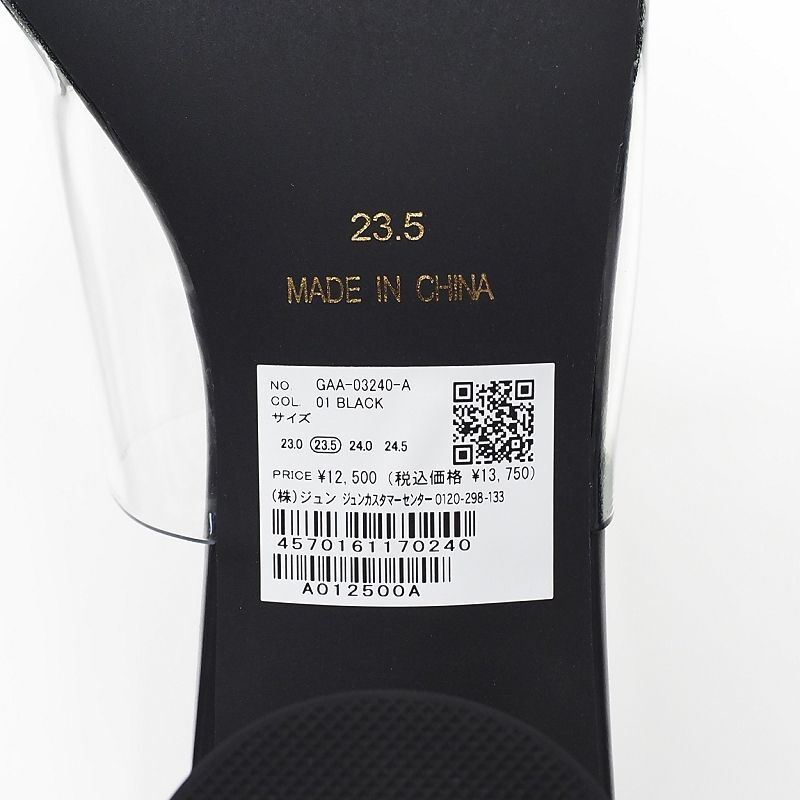 23.5
MADE IN CHINA
NO. GAA-03240-A
COL. 01 BLACK
サイズ
23.0 23.5 24.0 24.5
PRICE ¥12,500 (税込価格 ¥13,750)
(株)ジュン ジュンカスタマーセンター 0120-298-133
4570161170240
A012500A